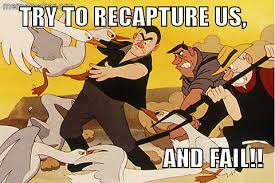 TRY TO RECAPTURE US,
AND FAIL!!